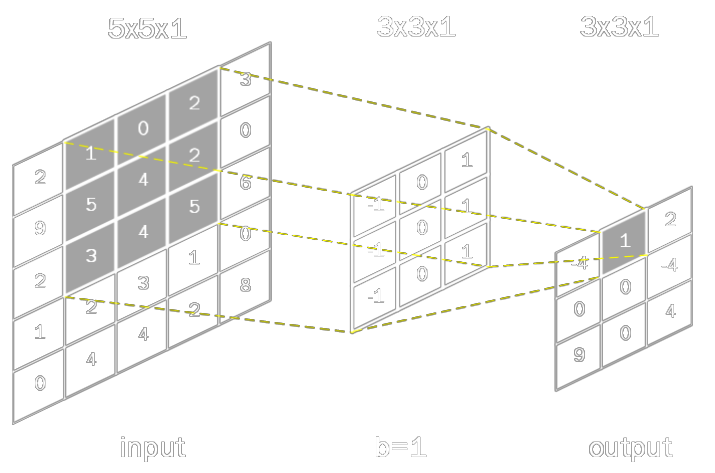 5x5x1 3x3x1 3x3x1
2 1 0 2 3
9 5 4 2 0
2 3 4 5 6
1 2 3 1 0
0 4 4 2 8
-1 0 1
-1 0 1
-1 0 1
-4 1 2
0 0 -4
9 0 4
input b=1 output